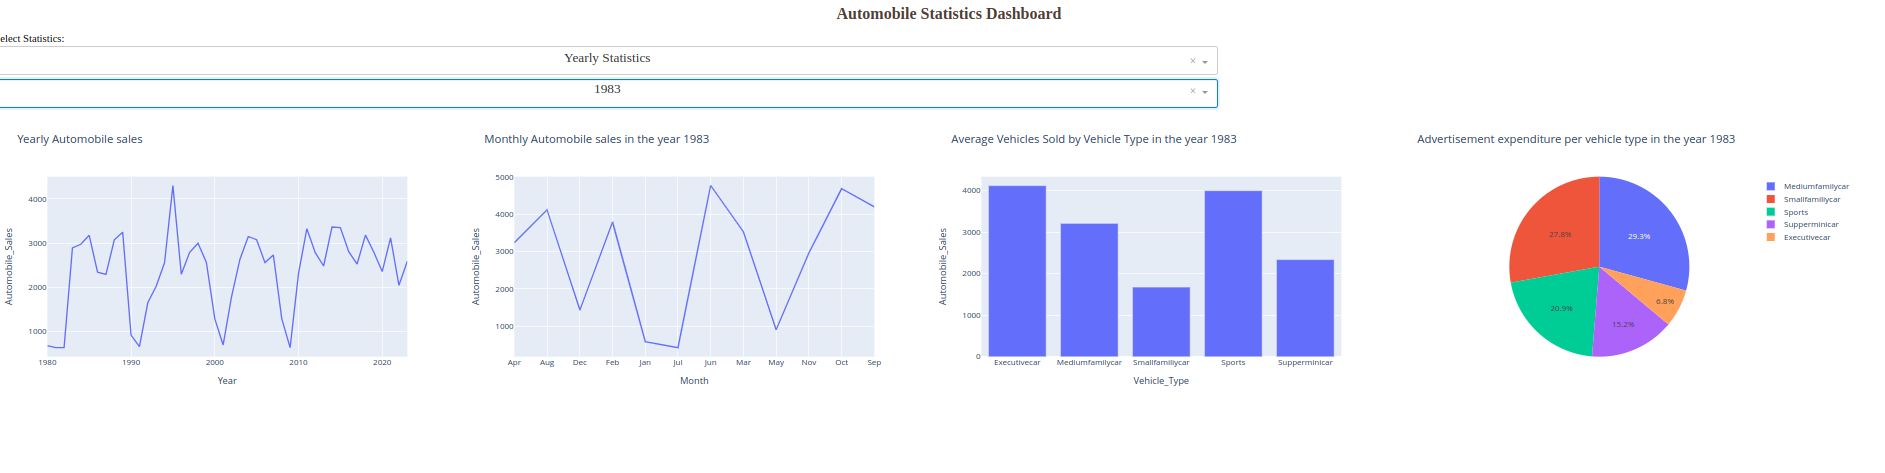 Automobile Statistics Dashboard
elect Statistics:
Yearly Statistics
×
1983
×
Yearly Automobile sales
Automobile_Sales
4000
3000
2000
1000
1980 1990 2000 2010 2020
Year
Monthly Automobile sales in the year 1983
Automobile_Sales
5000
4000
3000
2000
1000
Apr Aug Dec Feb Jan Jul Jun Mar May Nov Oct Sep
Month
Average Vehicles Sold by Vehicle Type in the year 1983
Automobile_Sales
4000
3000
2000
1000
0
Executivecar Mediumfamilycar Smallfamiliycar Sports Supperminicar
Vehicle_Type
Advertisement expenditure per vehicle type in the year 1983
29.3%
27.8%
20.9%
15.2%
6.8%
Mediumfamilycar
Smallfamiliycar
Sports
Supperminicar
Executivecar